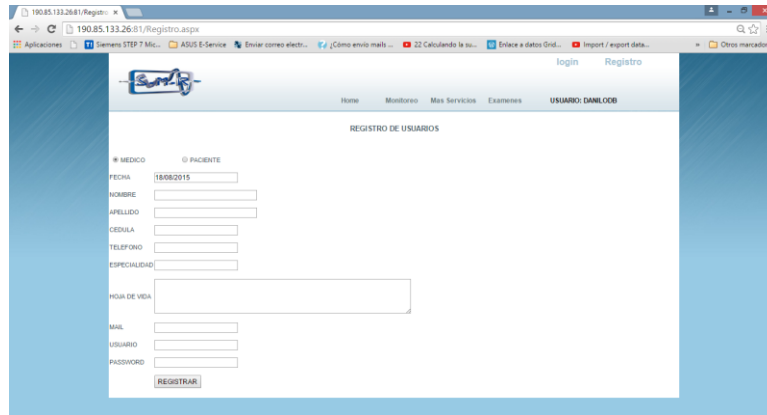 190.85.133.26:81/Registro
190.85.133.26:81/Registro.aspx
Aplicaciones Siemens STEP 7 Mic... ASUS E-Service Enviar correo electr... ¿Cómo envío mails ... 22 Calculando la su... Enlace a datos Grid... Import / export data... » Otros marcador
login Registro
SUMR
Home Monitoreo Mas Servicios Examenes USUARIO: DANILODB
REGISTRO DE USUARIOS
MEDICO PACIENTE
FECHA 18/08/2015
NOMBRE
APELLIDO
CEDULA
TELEFONO
ESPECIALIDAD
HOJA DE VIDA
MAIL
USUARIO
PASSWORD
REGISTRAR